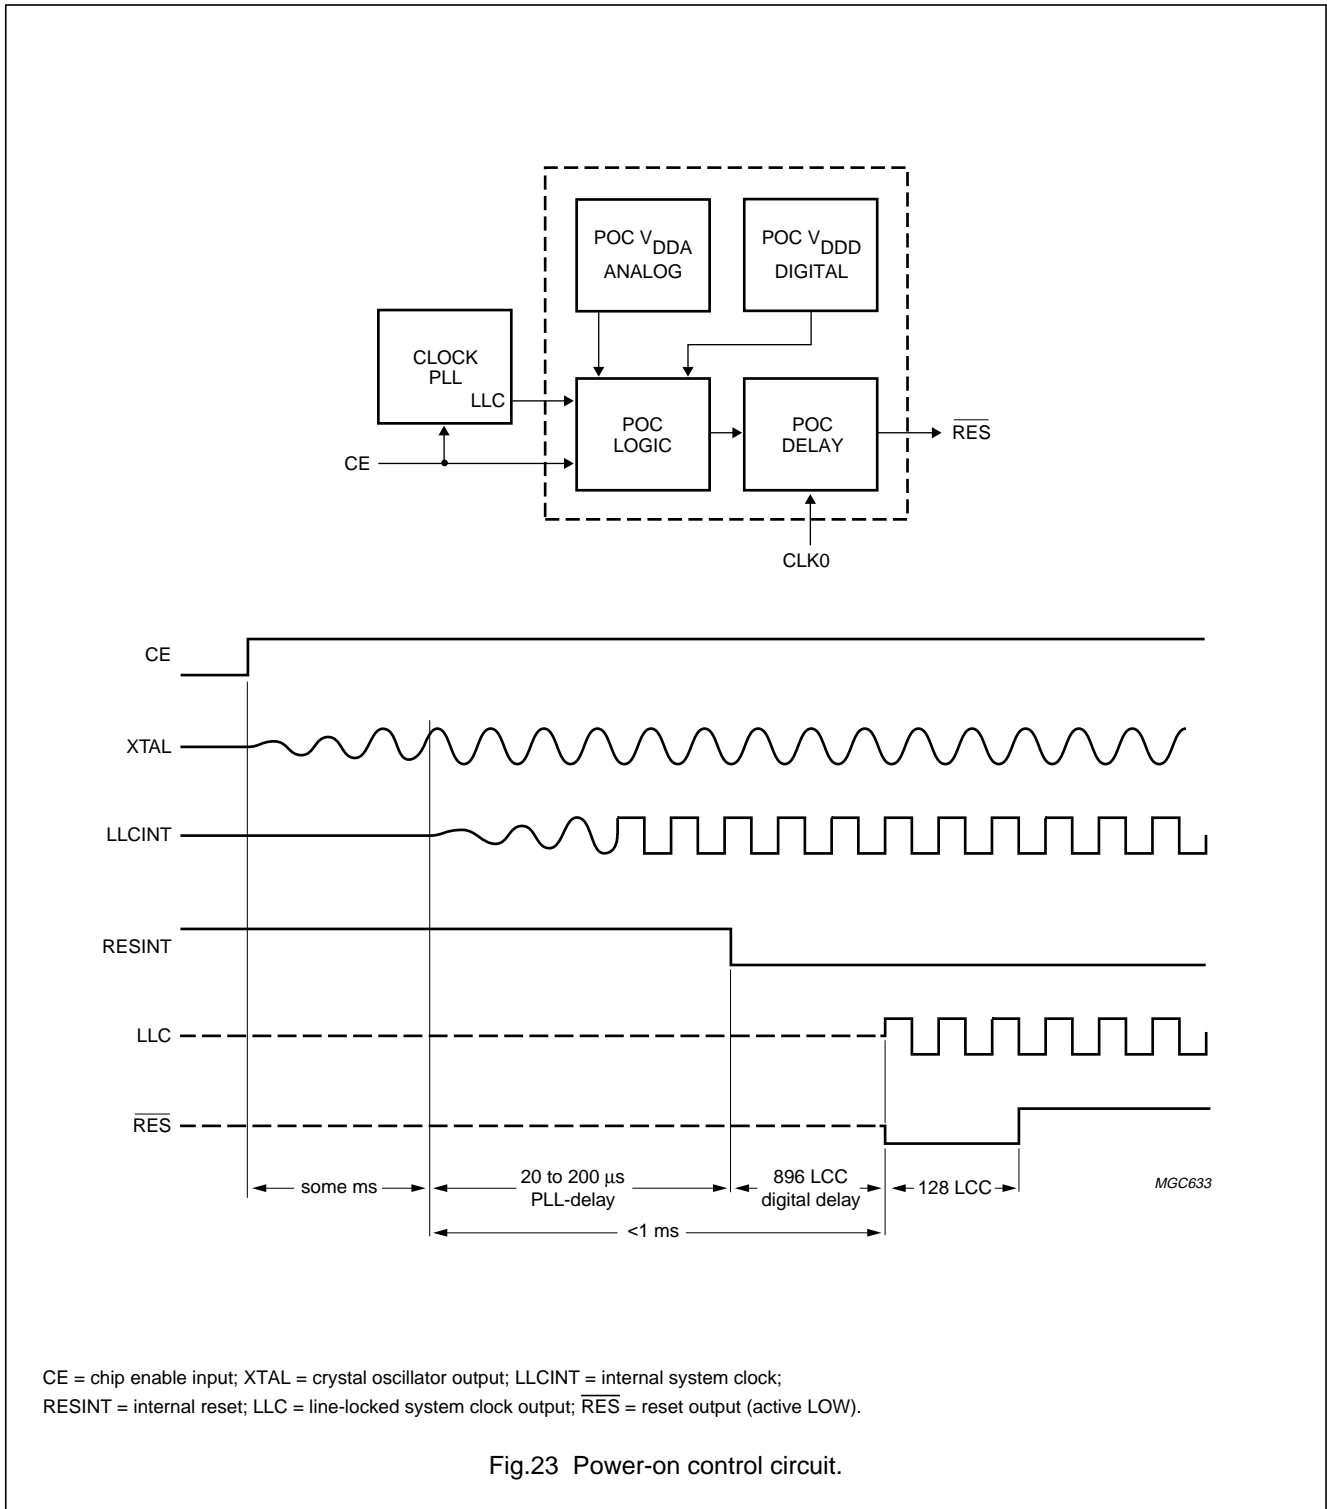 POC VDDA
ANALOG
POC VDDD
DIGITAL
CLOCK
PLL
LLC
POC
LOGIC
POC
DELAY
RES
CE
CLK0
CE
XTAL
LLCINT
RESINT
LLC
RES
some ms
20 to 200 µs
PLL-delay
896 LCC
digital delay
128 LCC
<1 ms
MGC633
CE = chip enable input; XTAL = crystal oscillator output; LLCINT = internal system clock;
RESINT = internal reset; LLC = line-locked system clock output; RES = reset output (active LOW).
Fig.23 Power-on control circuit.